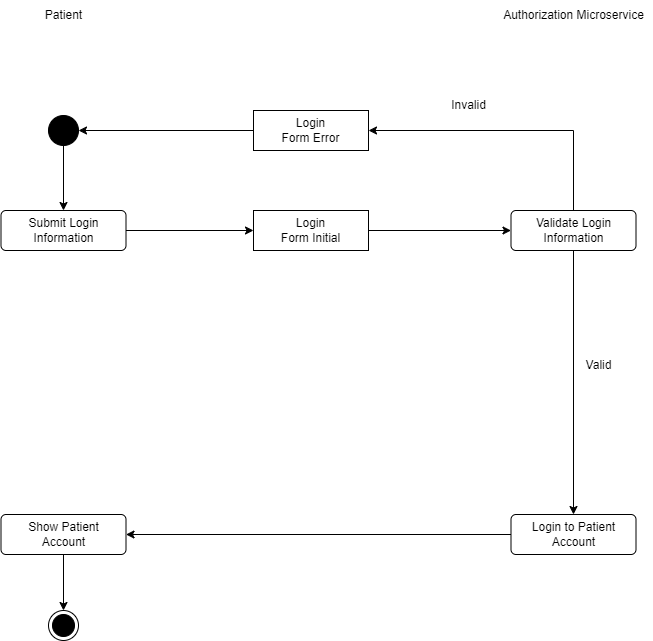 Patient
Authorization Microservice
Invalid
Login
Form Error
Submit Login
Information
Login
Form Initial
Validate Login
Information
Valid
Show Patient
Account
Login to Patient
Account